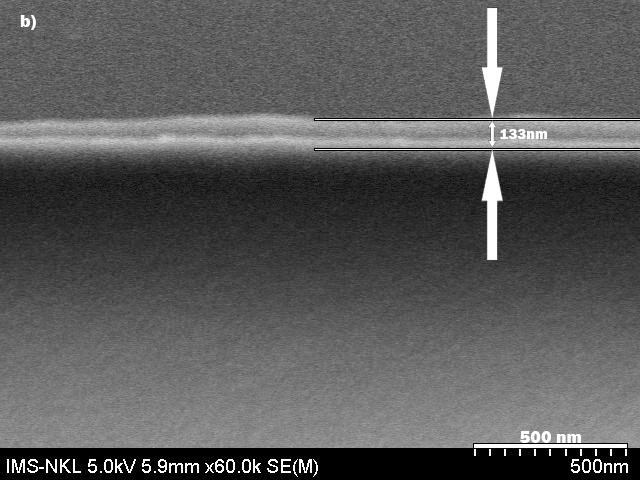 b)
133nm
500 nm
IMS-NKL 5.0kV 5.9mm x60.0k SE(M)
500nm